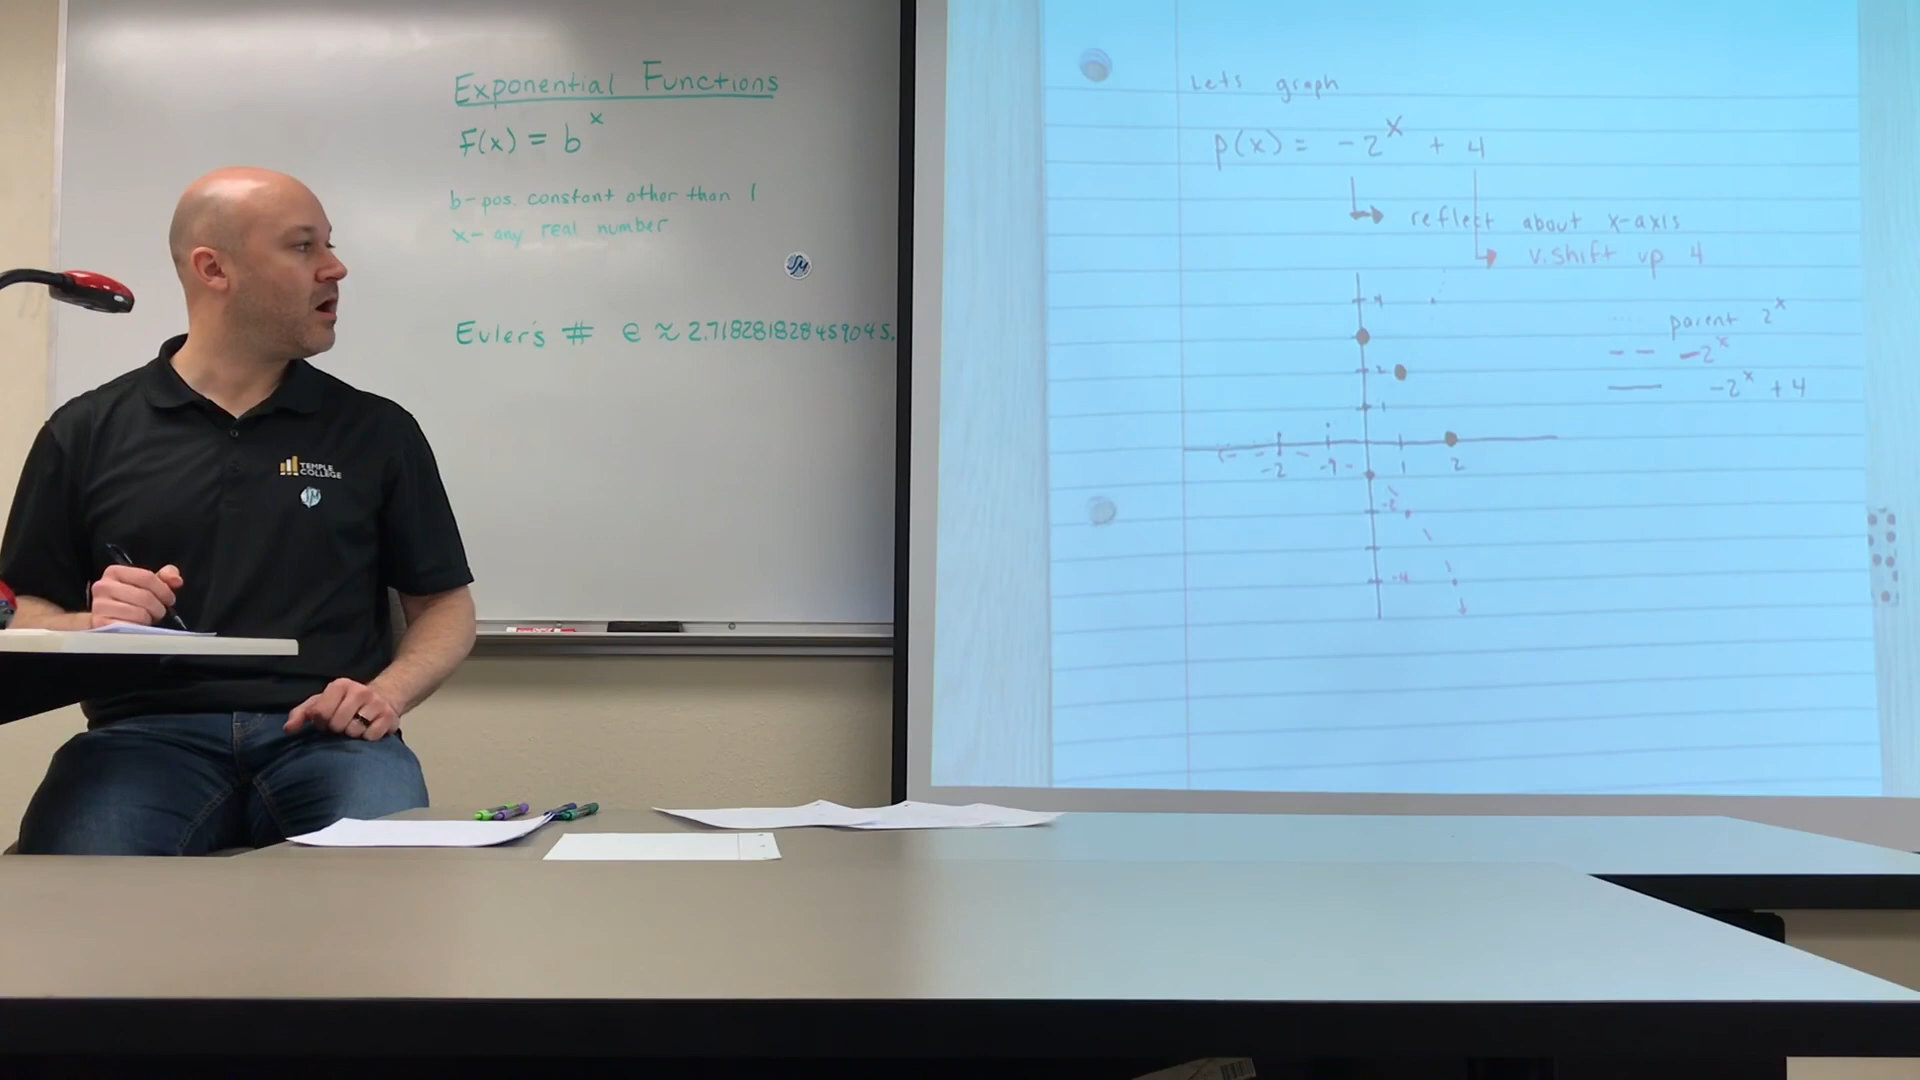 Exponential Functions
F(x) = b^x
b - pos. constant other than 1
x - any real number
SM
Euler's # e ≈ 2.718281828459045.
TEMPLE
COLLEGE
Lets graph
p(x) = -2^x + 4
reflect about x-axis
v. shift up 4
4
parent 2^x
-2^x
2
-2^x + 4
1
-2 -1 1 2
-2
-4